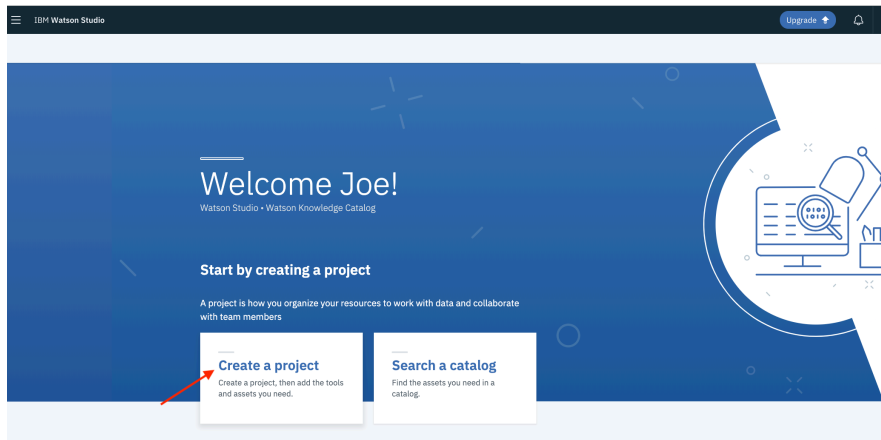 IBM Watson Studio
Upgrade
Welcome Joe!
Watson Studio • Watson Knowledge Catalog
Start by creating a project
A project is how you organize your resources to work with data and collaborate
with team members
Create a project
Create a project, then add the tools
and assets you need.
Search a catalog
Find the assets you need in a
catalog.
0101
1010